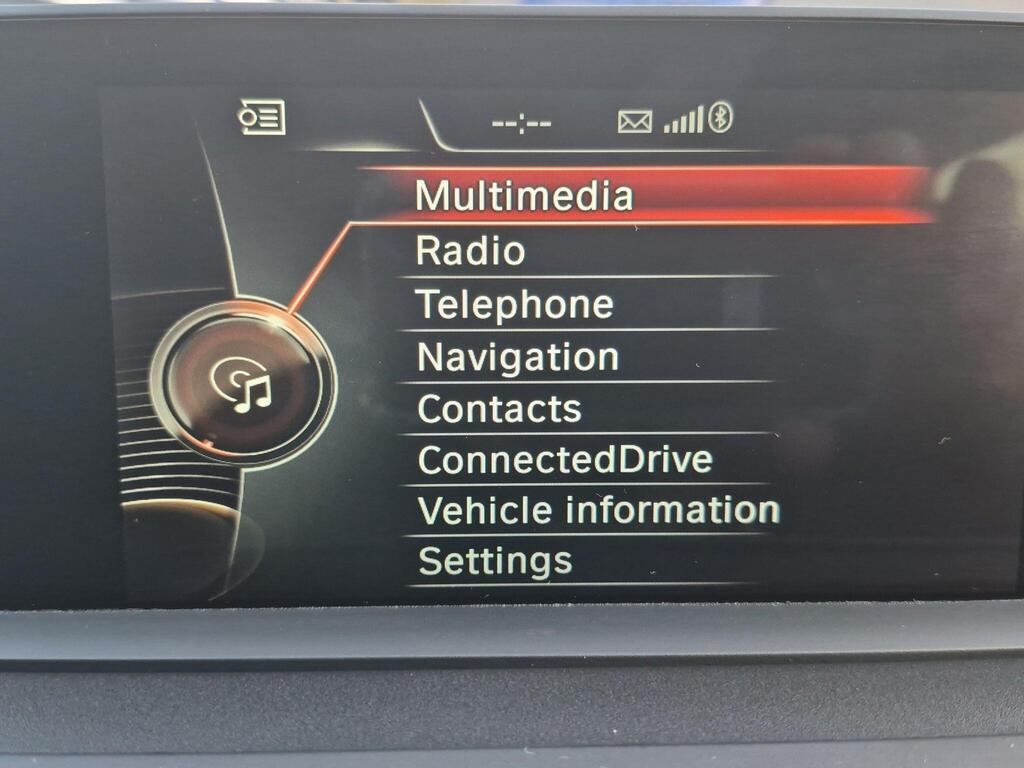 --:--
Multimedia
Radio
Telephone
Navigation
Contacts
ConnectedDrive
Vehicle information
Settings